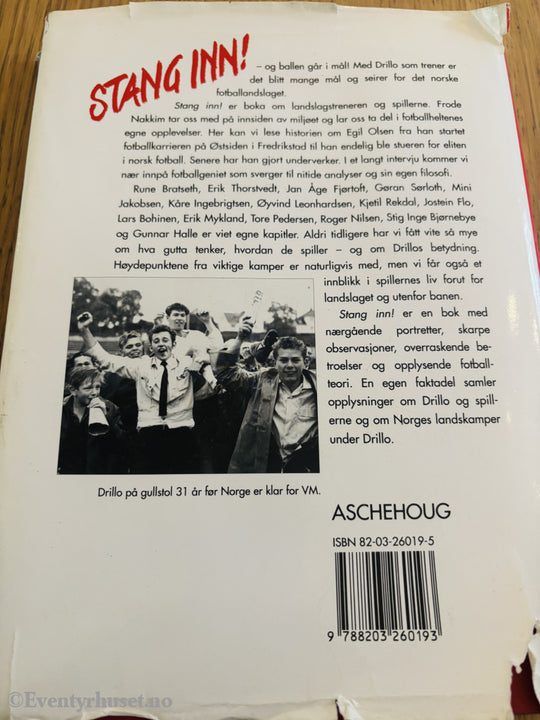 STANG INN!
– og ballen går i mål! Med Drillo som trener er
det blitt mange mål og seirer for det norske
fotballandslaget.
Stang inn! er boka om landslagstreneren og spillerne. Frode
Nakkim tar oss med på innsiden av miljøet og lar oss ta del i fotballheltenes
egne opplevelser. Her kan vi lese historien om Egil Olsen fra han startet
fotballkarrieren på Østsiden i Fredrikstad til han endelig ble stueren for eliten
i norsk fotball. Senere har han gjort underverker. I et langt intervju kommer vi
nær innpå fotballgeniet som sverger til nitide analyser og sin egen filosofi.
Rune Bratseth, Erik Thorstvedt, Jan Åge Fjørtoft, Gøran Sørloth, Mini
Jakobsen, Kåre Ingebrigtsen, Øyvind Leonhardsen, Kjetil Rekdal, Jostein Flo,
Lars Bohinen, Erik Mykland, Tore Pedersen, Roger Nilsen, Stig Inge Bjørnebye
og Gunnar Halle er viet egne kapitler. Aldri tidligere har vi fått vite så mye
om hva gutta tenker, hvordan de spiller – og om Drillos betydning.
Høydepunktene fra viktige kamper er naturligvis med, men vi får også et
innblikk i spillernes liv forut for
landslaget og utenfor banen.
Stang inn! er en bok med
nærgående portretter, skarpe
observasjoner, overraskende be-
troelser og opplysende fotball-
teori. En egen faktadel samler
opplysninger om Drillo og spill-
erne og om Norges landskamper
under Drillo.
Drillo på gullstol 31 år før Norge er klar for VM.
ASCHEHOUG
ISBN 82-03-26019-5
9 788203 260193
©Eventyrhuset.no